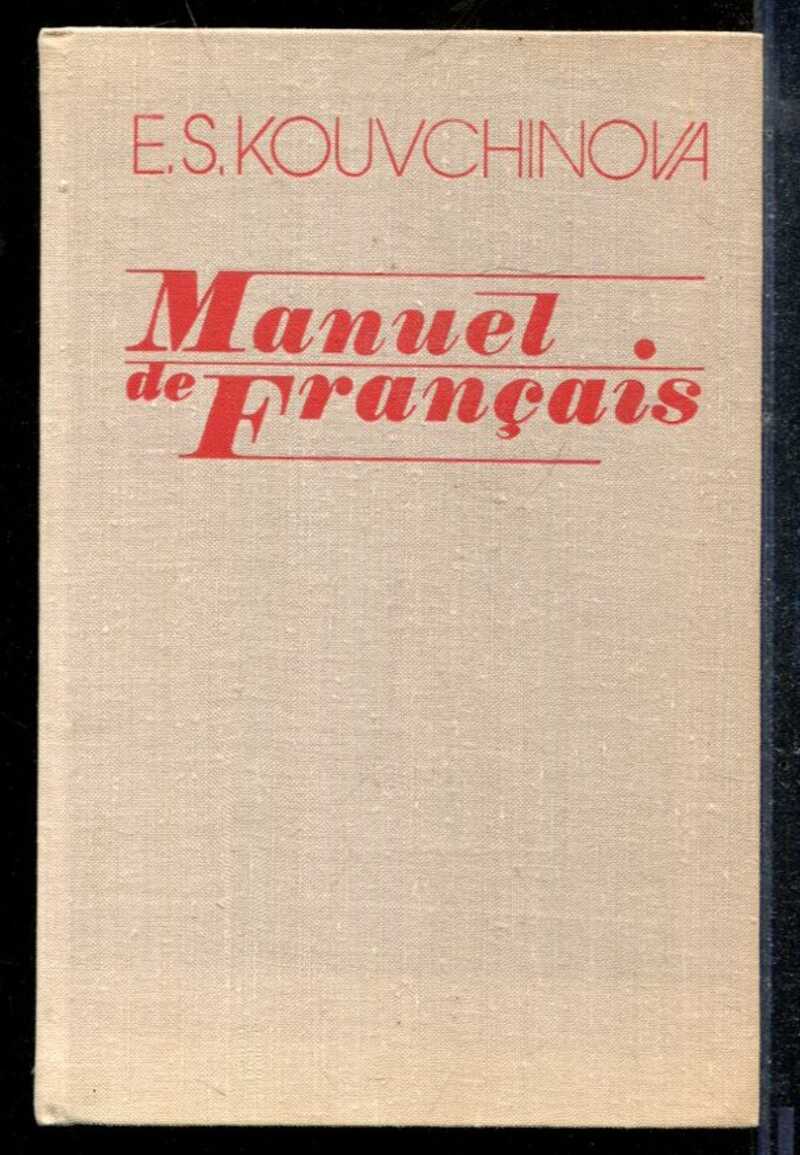 E.S. KOUVCHINOVA
Manuel
de Français